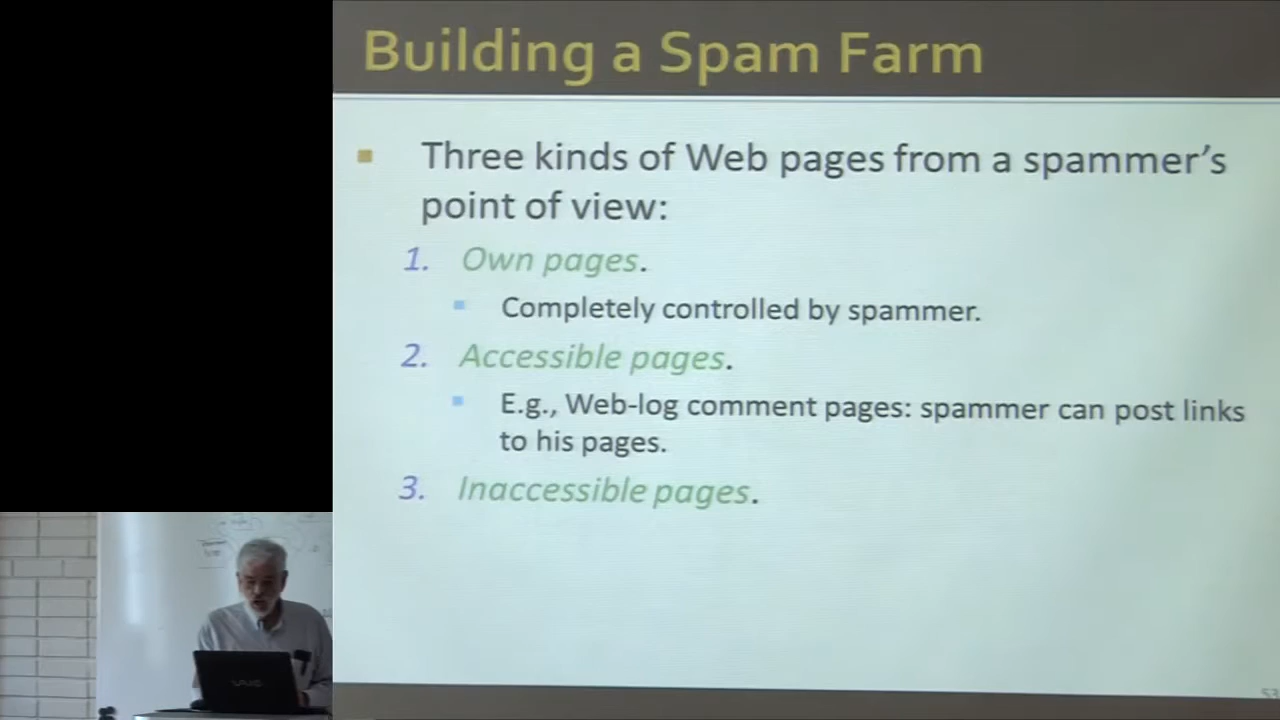 Building a Spam Farm
Three kinds of Web pages from a spammer's
point of view:
1. Own pages.
Completely controlled by spammer.
2. Accessible pages.
E.g., Web-log comment pages: spammer can post links
to his pages.
3. Inaccessible pages.
VAIO